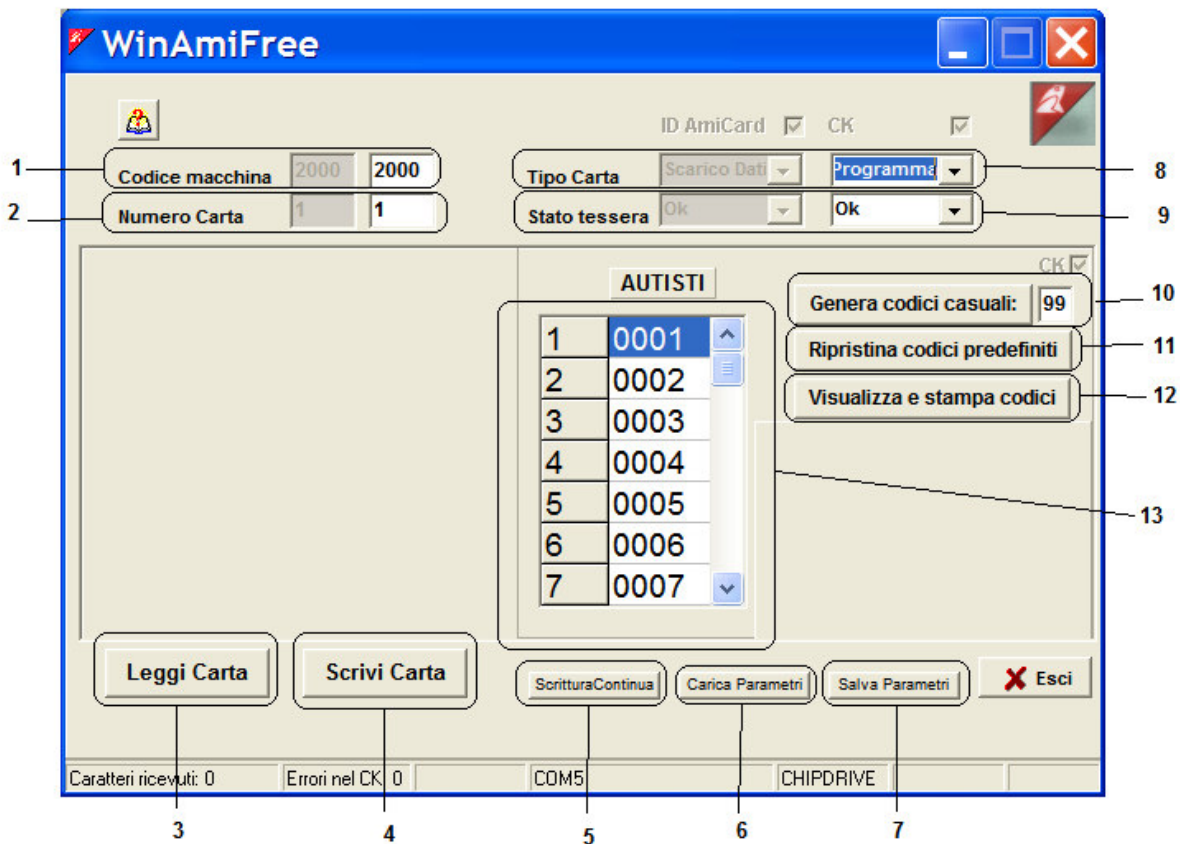 WinAmiFree
ID AmiCard CK
1 Codice macchina 2000 2000 Tipo Carta Scarico Dati Programma 8
2 Numero Carta 1 1 Stato tessera Ok Ok 9
CK
AUTISTI
Genera codici casuali: 99 10
1 0001 Ripristina codici predefiniti 11
2 0002 Visualizza e stampa codici 12
3 0003
4 0004
5 0005 13
6 0006
7 0007
Leggi Carta Scrivi Carta ScritturaContinua Carica Parametri Salva Parametri Esci
Caratteri ricevuti: 0 Errori nel CK: 0 COM5 CHIPDRIVE
3 4 5 6 7